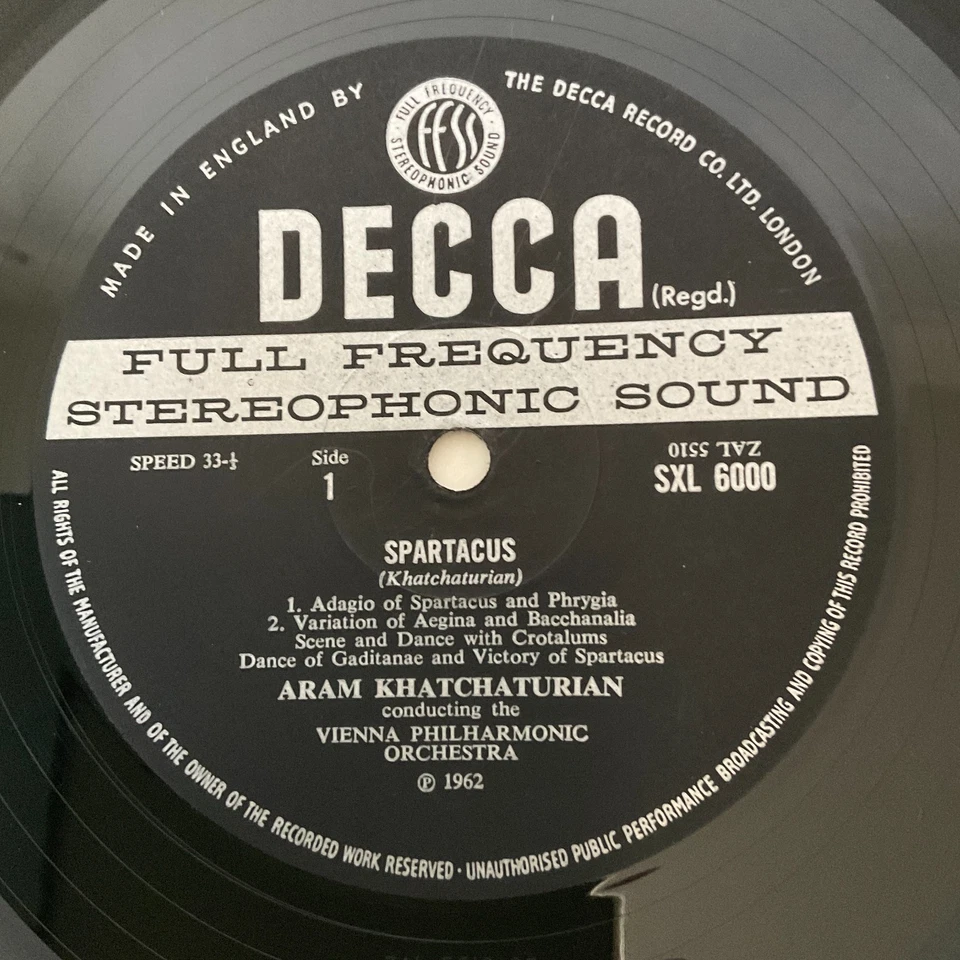 MADE IN ENGLAND BY
THE DECCA RECORD CO. LTD. LONDON
FULL FREQUENCY
FFSS
STEREOPHONIC SOUND
DECCA
(Regd.)
FULL FREQUENCY
STEREOPHONIC SOUND
SPEED 33-⅓
Side
1
ZAL 5510
SXL 6000
SPARTACUS
(Khatchaturian)
1. Adagio of Spartacus and Phrygia
2. Variation of Aegina and Bacchanalia
Scene and Dance with Crotalums
Dance of Gaditanae and Victory of Spartacus
ARAM KHATCHATURIAN
conducting the
VIENNA PHILHARMONIC
ORCHESTRA
℗ 1962
ALL RIGHTS OF THE MANUFACTURER AND OF THE OWNER OF THE RECORDED WORK RESERVED · UNAUTHORISED PUBLIC PERFORMANCE BROADCASTING AND COPYING OF THIS RECORD PROHIBITED